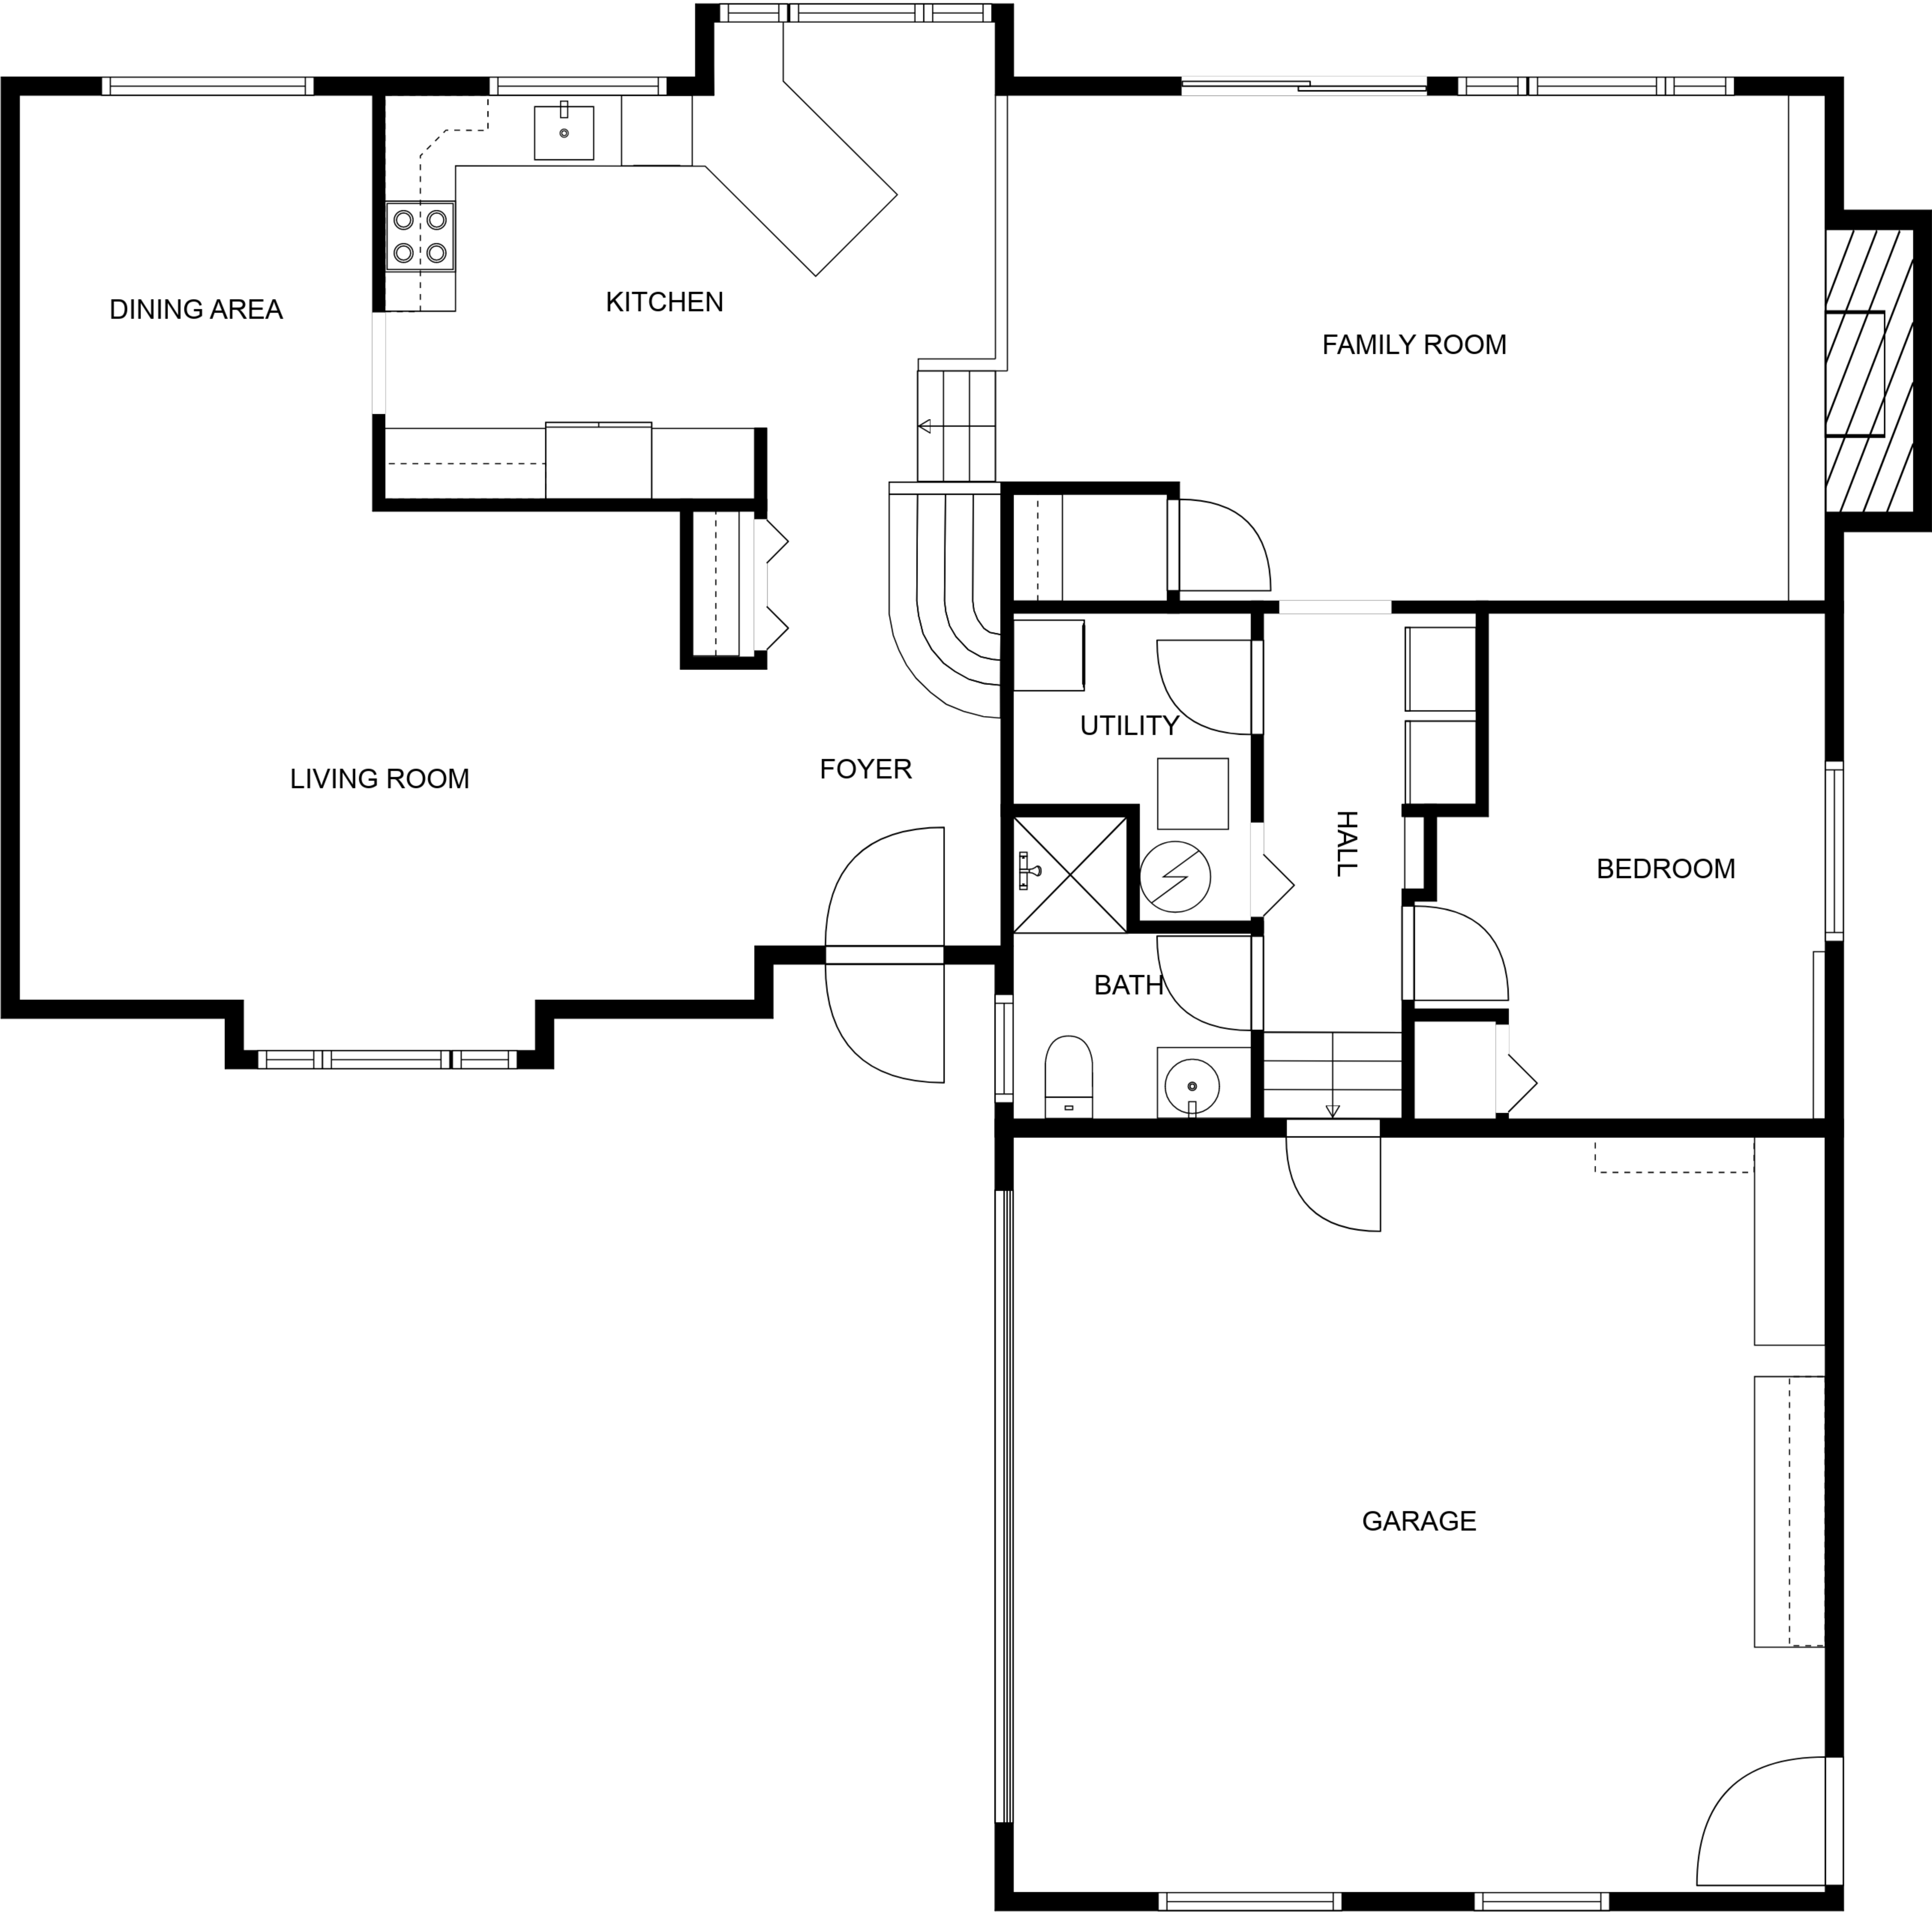 DINING AREA
KITCHEN
FAMILY ROOM
UTILITY
LIVING ROOM
FOYER
HALL
BEDROOM
BATH
GARAGE